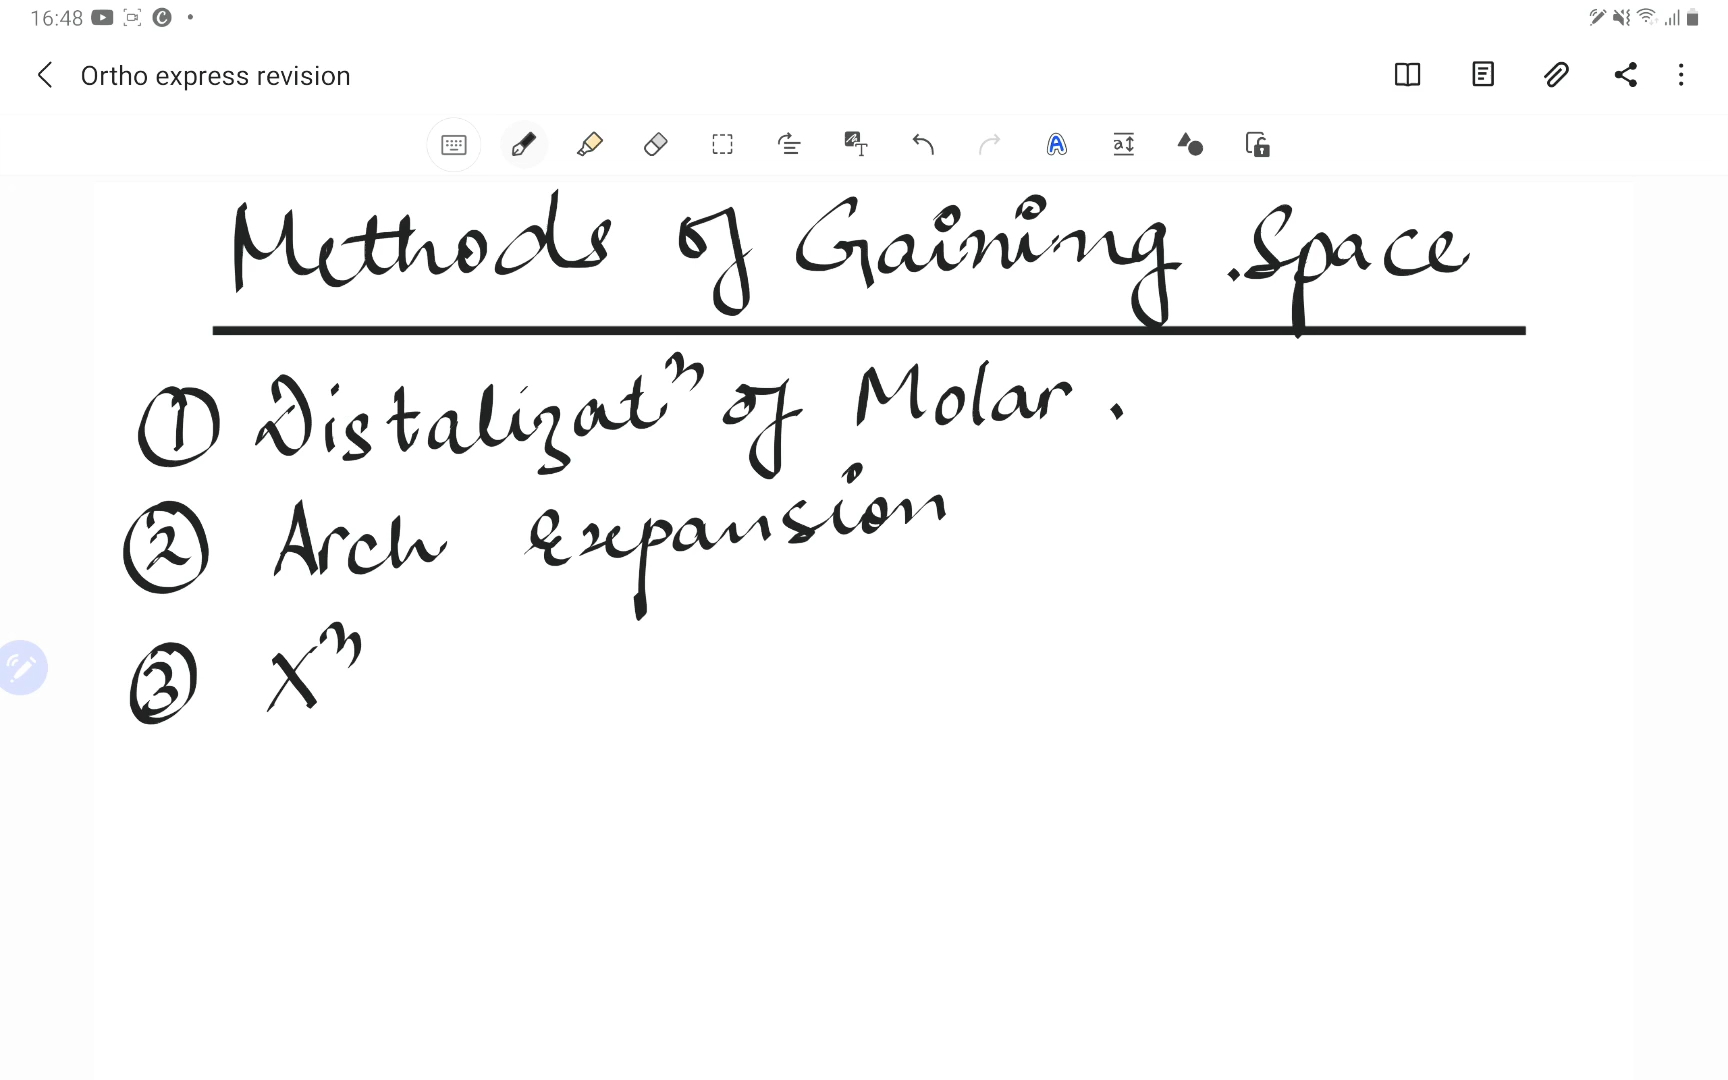 16:48
Ortho express revision
Methods of Gaining Space
① Distalizatⁿ of Molar.
② Arch Expansion
③ Xⁿ